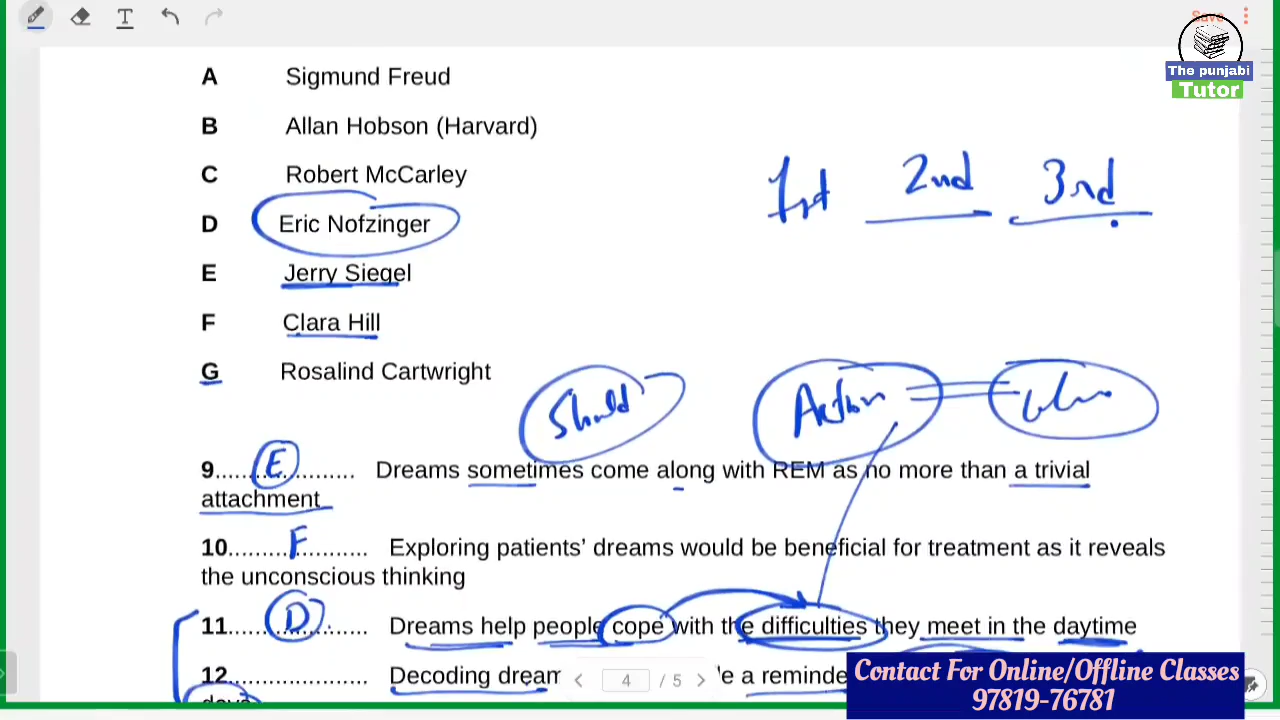 Save
The punjabi
Tutor
A Sigmund Freud
B Allan Hobson (Harvard)
C Robert McCarley
1st 2nd 3rd
D Eric Nofzinger
E Jerry Siegel
F Clara Hill
G Rosalind Cartwright
Should Action
9.......E............ Dreams sometimes come along with REM as no more than a trivial
attachment
10.........F........... Exploring patients’ dreams would be beneficial for treatment as it reveals
the unconscious thinking
11.......D............ Dreams help people cope with the difficulties they meet in the daytime
12..................... Decoding dream
a reminde
4 / 5
Contact For Online/Offline Classes
97819-76781